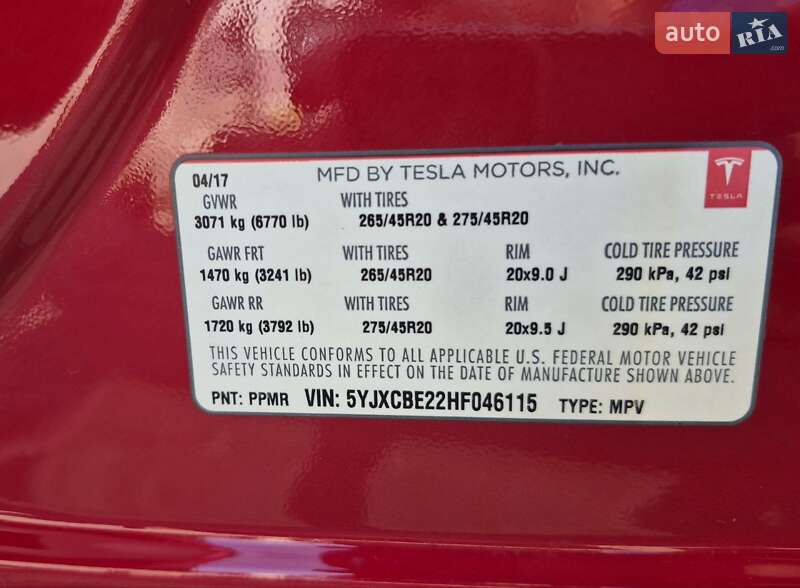 auto RIA.com
04/17 MFD BY TESLA MOTORS, INC.
TESLA
GVWR WITH TIRES
3071 kg (6770 lb) 265/45R20 & 275/45R20
GAWR FRT WITH TIRES RIM COLD TIRE PRESSURE
1470 kg (3241 lb) 265/45R20 20x9.0 J 290 kPa, 42 psi
GAWR RR WITH TIRES RIM COLD TIRE PRESSURE
1720 kg (3792 lb) 275/45R20 20x9.5 J 290 kPa, 42 psi
THIS VEHICLE CONFORMS TO ALL APPLICABLE U.S. FEDERAL MOTOR VEHICLE
SAFETY STANDARDS IN EFFECT ON THE DATE OF MANUFACTURE SHOWN ABOVE.
PNT: PPMR VIN: 5YJXCBE22HF046115 TYPE: MPV